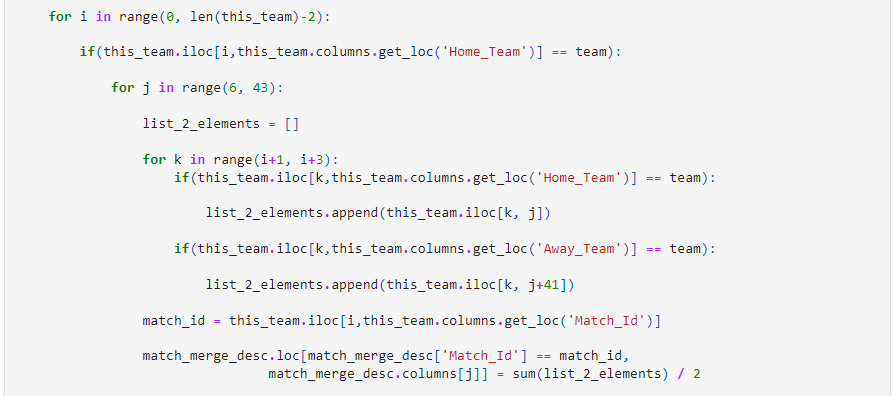 for i in range(0, len(this_team)-2):
if(this_team.iloc[i,this_team.columns.get_loc('Home_Team')] == team):
for j in range(6, 43):
list_2_elements = []
for k in range(i+1, i+3):
if(this_team.iloc[k,this_team.columns.get_loc('Home_Team')] == team):
list_2_elements.append(this_team.iloc[k, j])
if(this_team.iloc[k,this_team.columns.get_loc('Away_Team')] == team):
list_2_elements.append(this_team.iloc[k, j+41])
match_id = this_team.iloc[i,this_team.columns.get_loc('Match_Id')]
match_merge_desc.loc[match_merge_desc['Match_Id'] == match_id,
match_merge_desc.columns[j]] = sum(list_2_elements) / 2